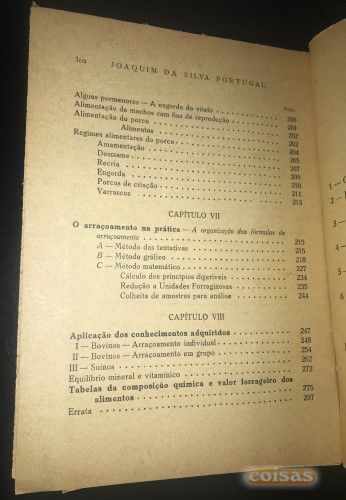 302 JOAQUIM DA SILVA PORTUGAL
Págs.
Alguns pormenores — A engorda do vitelo 200
Alimentação de machos com fins de reprodução 201
Alimentação do porco 202
Alimentos 202
Regimes alimentares do porco 204
Amamentação 205
Desmame 207
Recria 209
Engorda 210
Porcas de criação 211
Varrascos 213
CAPÍTULO VII
O arraçoamento na prática — A organização das fórmulas de
arraçoamento 215
A — Método das tentativas 215
B — Método gráfico 218
C — Método matemático 227
Cálculo dos princípios digeríveis 234
Redução a Unidades Forraginosas 235
Colheita de amostras para análise 244
CAPÍTULO VIII
Aplicação dos conhecimentos adquiridos 247
I — Bovinos — Arraçoamento individual 248
II — Bovinos — Arraçoamento em grupo 254
III — Suínos 262
Equilíbrio mineral e vitamínico 272
Tabelas da composição química e valor forrageiro dos
alimentos 275
Errata 297
coisas